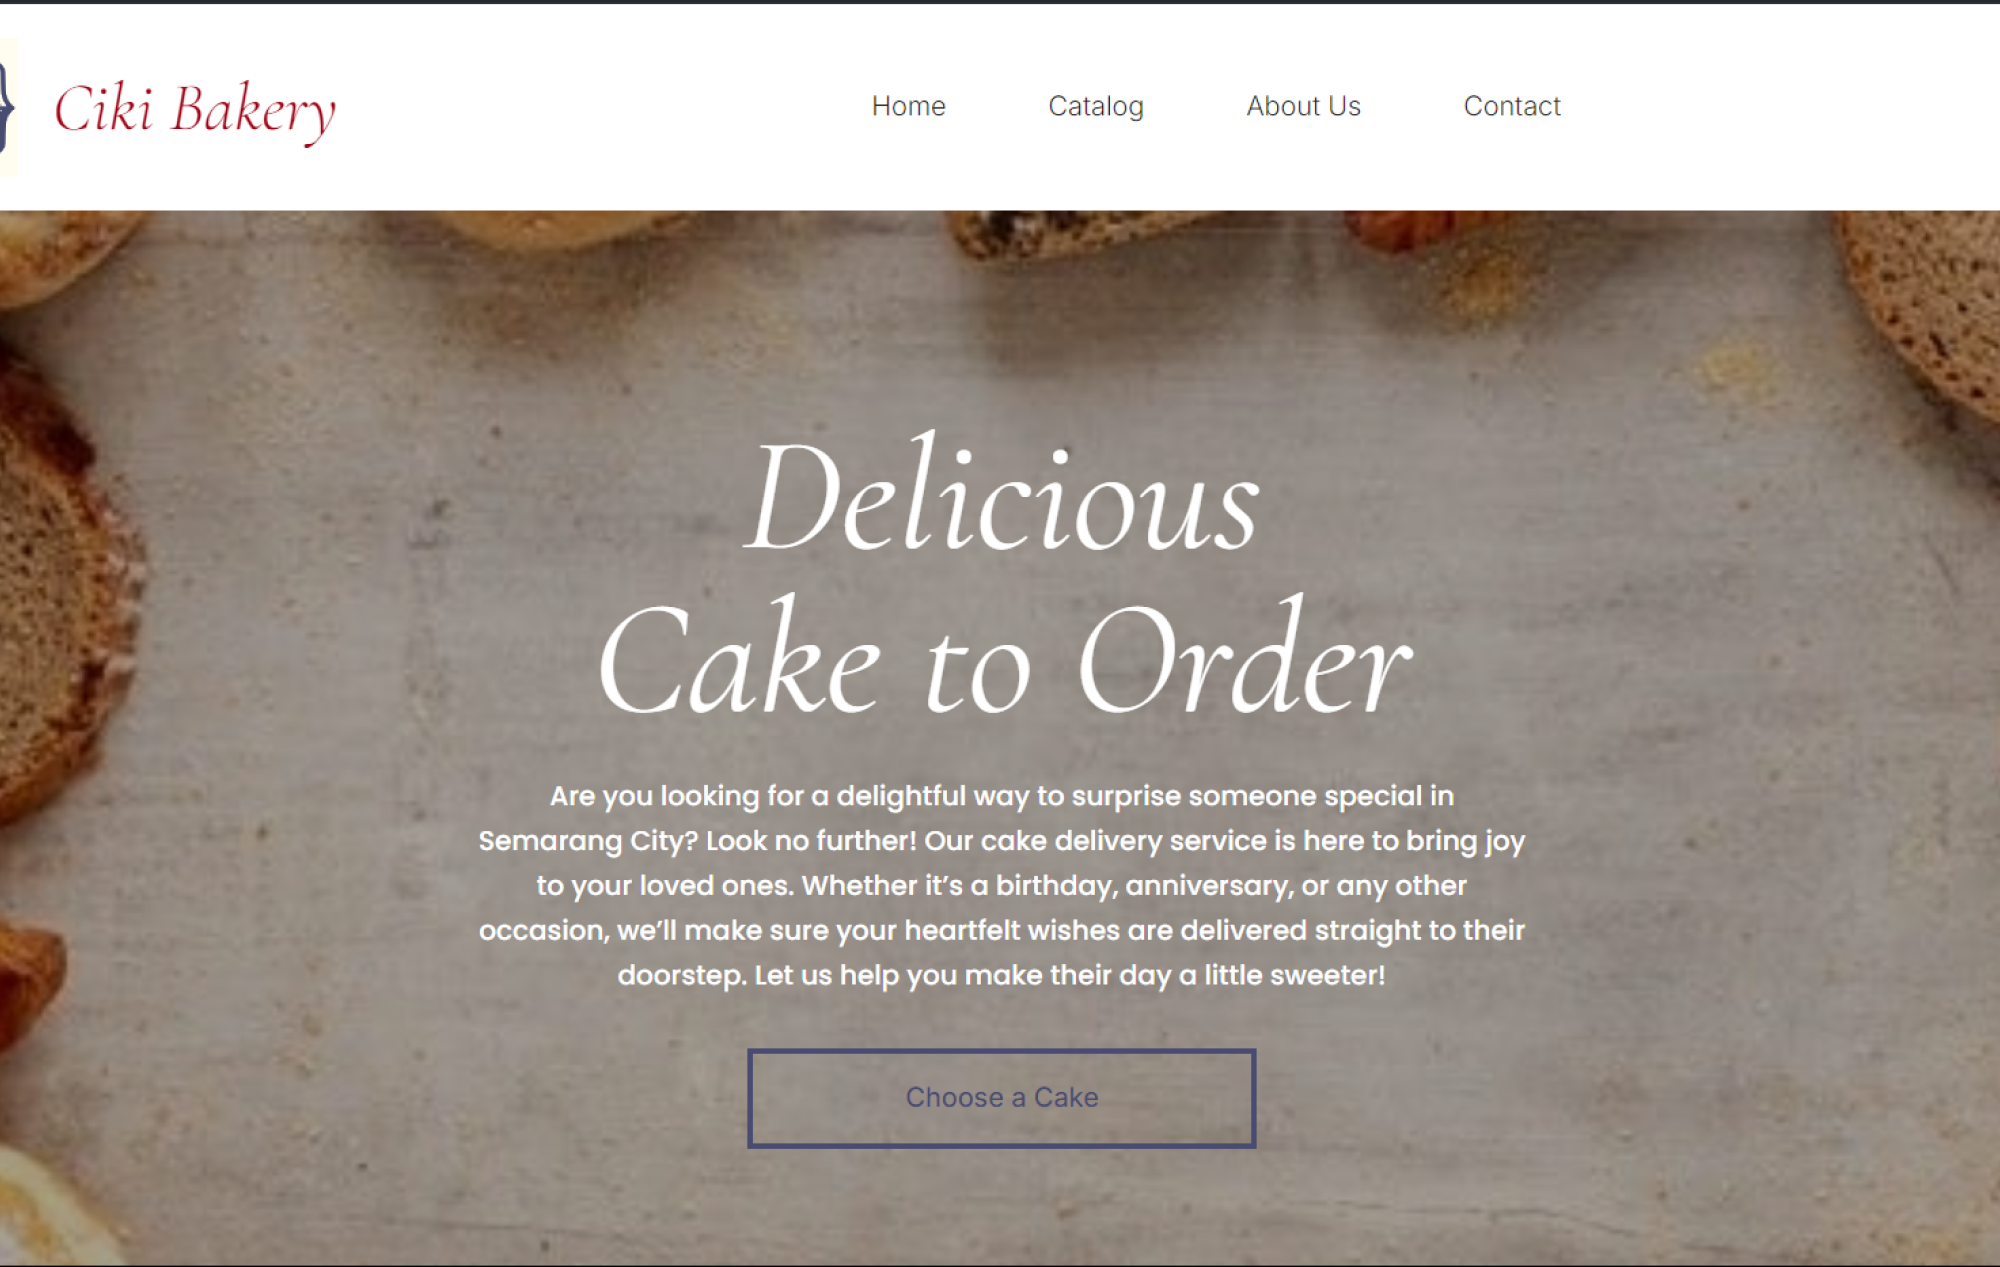 Ciki Bakery
Home Catalog About Us Contact
Delicious
Cake to Order
Are you looking for a delightful way to surprise someone special in
Semarang City? Look no further! Our cake delivery service is here to bring joy
to your loved ones. Whether it’s a birthday, anniversary, or any other
occasion, we’ll make sure your heartfelt wishes are delivered straight to their
doorstep. Let us help you make their day a little sweeter!
Choose a Cake